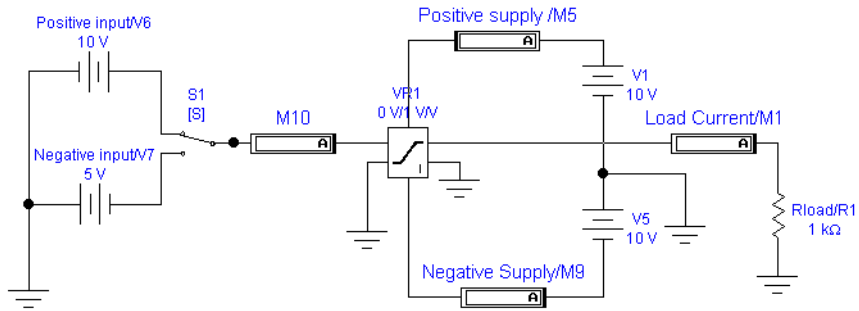 Positive supply /M5
Positive input/V6
10 V
S1
[S]
M10
A
VR1
0 V/1 V/V
A
V1
10 V
Load Current/M1
A
Negative input/V7
5 V
I
V5
10 V
Rload/R1
1 kΩ
Negative Supply/M9
A